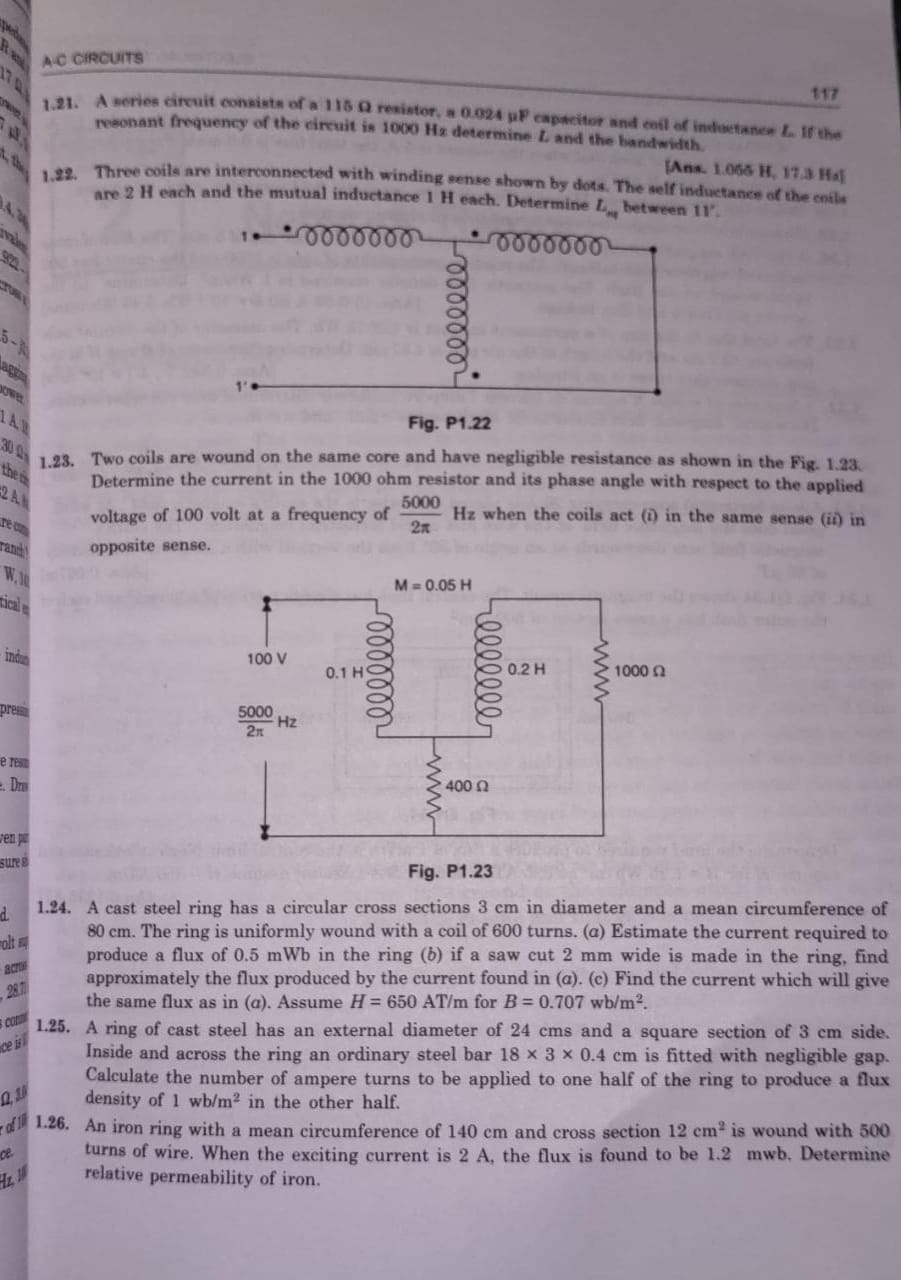 A-C CIRCUITS
117
1.21. A series circuit consists of a 115 Ω resistor, a 0.024 μF capacitor and coil of inductance L. If the
resonant frequency of the circuit is 1000 Hz determine L and the bandwidth.
[Ans. 1.055 H, 17.3 Hz]
1.22. Three coils are interconnected with winding sense shown by dots. The self inductance of the coils
are 2 H each and the mutual inductance 1 H each. Determine Leq between 11'.
1
1'
Fig. P1.22
1.23. Two coils are wound on the same core and have negligible resistance as shown in the Fig. 1.23.
Determine the current in the 1000 ohm resistor and its phase angle with respect to the applied
voltage of 100 volt at a frequency of 5000/2π Hz when the coils act (i) in the same sense (ii) in
opposite sense.
M = 0.05 H
100 V
0.1 H
0.2 H
1000 Ω
5000/2π Hz
400 Ω
Fig. P1.23
1.24. A cast steel ring has a circular cross sections 3 cm in diameter and a mean circumference of
80 cm. The ring is uniformly wound with a coil of 600 turns. (a) Estimate the current required to
produce a flux of 0.5 mWb in the ring (b) if a saw cut 2 mm wide is made in the ring, find
approximately the flux produced by the current found in (a). (c) Find the current which will give
the same flux as in (a). Assume H = 650 AT/m for B = 0.707 wb/m².
1.25. A ring of cast steel has an external diameter of 24 cms and a square section of 3 cm side.
Inside and across the ring an ordinary steel bar 18 × 3 × 0.4 cm is fitted with negligible gap.
Calculate the number of ampere turns to be applied to one half of the ring to produce a flux
density of 1 wb/m² in the other half.
1.26. An iron ring with a mean circumference of 140 cm and cross section 12 cm² is wound with 500
turns of wire. When the exciting current is 2 A, the flux is found to be 1.2 mwb. Determine
relative permeability of iron.